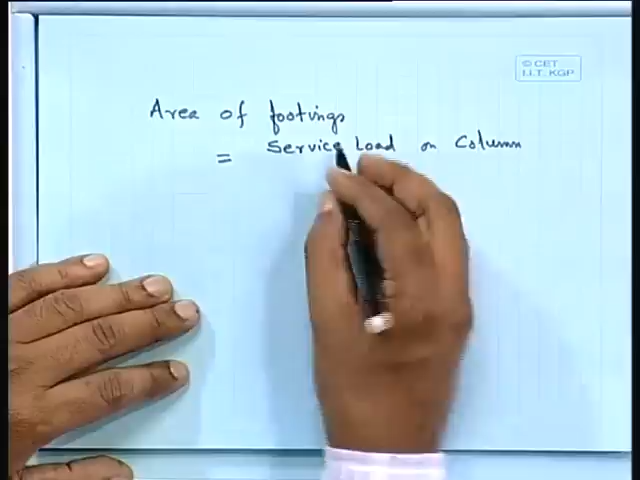 © CET
I.I.T. KGP
Area of footings
= Service Load on Column